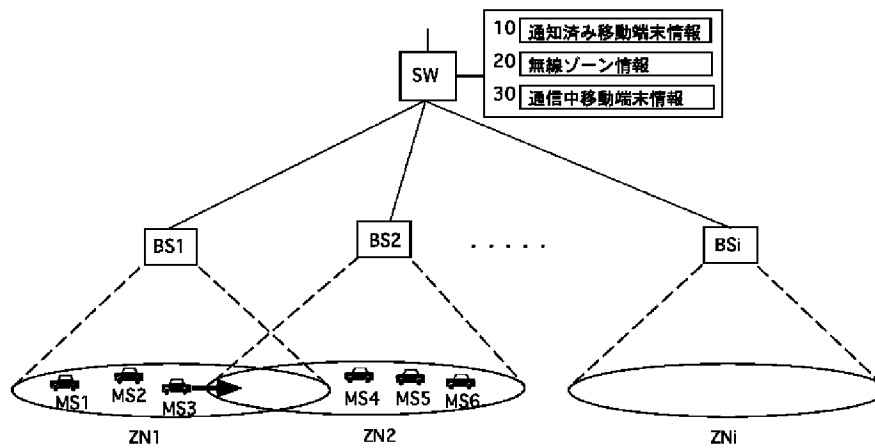 10 通知済み移動端末情報
SW
20 無線ゾーン情報
30 通信中移動端末情報
BS1
BS2
. . . . .
BSi
MS1
MS2
MS3
MS4
MS5
MS6
ZN1
ZN2
ZNi